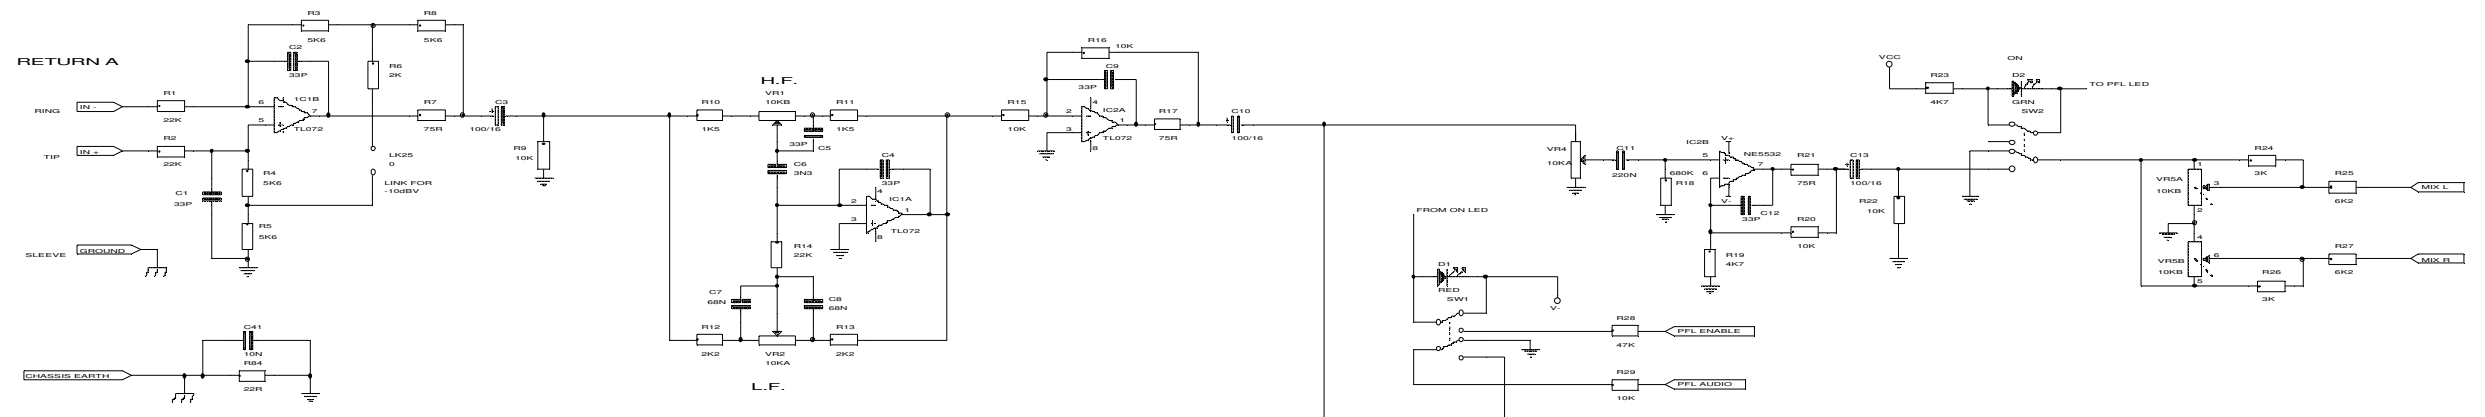 RETURN A
RING
IN -
R1
22K
R2
22K
TIP
IN +
SLEEVE
GROUND
R3
5K6
R8
5K6
C2
33P
R6
2K
1C1B
6
7
5
TL072
R7
75R
C3
100/16
R9
10K
LK25
0
LINK FOR
-10dBV
R4
5K6
C1
33P
R5
5K6
C41
10N
R84
22R
CHASSIS EARTH
H.F.
VR1
10KB
R10
1K5
R11
1K5
33P
C5
C6
3N3
C4
33P
4
IC1A
2
1
3
TL072
8
R14
22K
C7
68N
C8
68N
R12
2K2
R13
2K2
VR2
10KA
L.F.
R15
10K
R16
10K
C9
33P
4
IC2A
2
1
3
TL072
8
R17
75R
C10
100/16
VR4
10KA
C11
220N
680K
R18
IC2B
V+
5
7
6
NE5532
V-
33P
C12
R21
75R
C13
100/16
R20
10K
R19
4K7
R22
10K
VCC
R23
4K7
ON
D2
GRN
SW2
TO PFL LED
FROM ON LED
D1
RED
SW1
V-
R28
47K
PFL ENABLE
R29
10K
PFL AUDIO
1
VR5A
10KB
3
2
R24
3K
R25
6K2
MIX L
4
VR5B
10KB
6
5
R26
3K
R27
6K2
MIX R